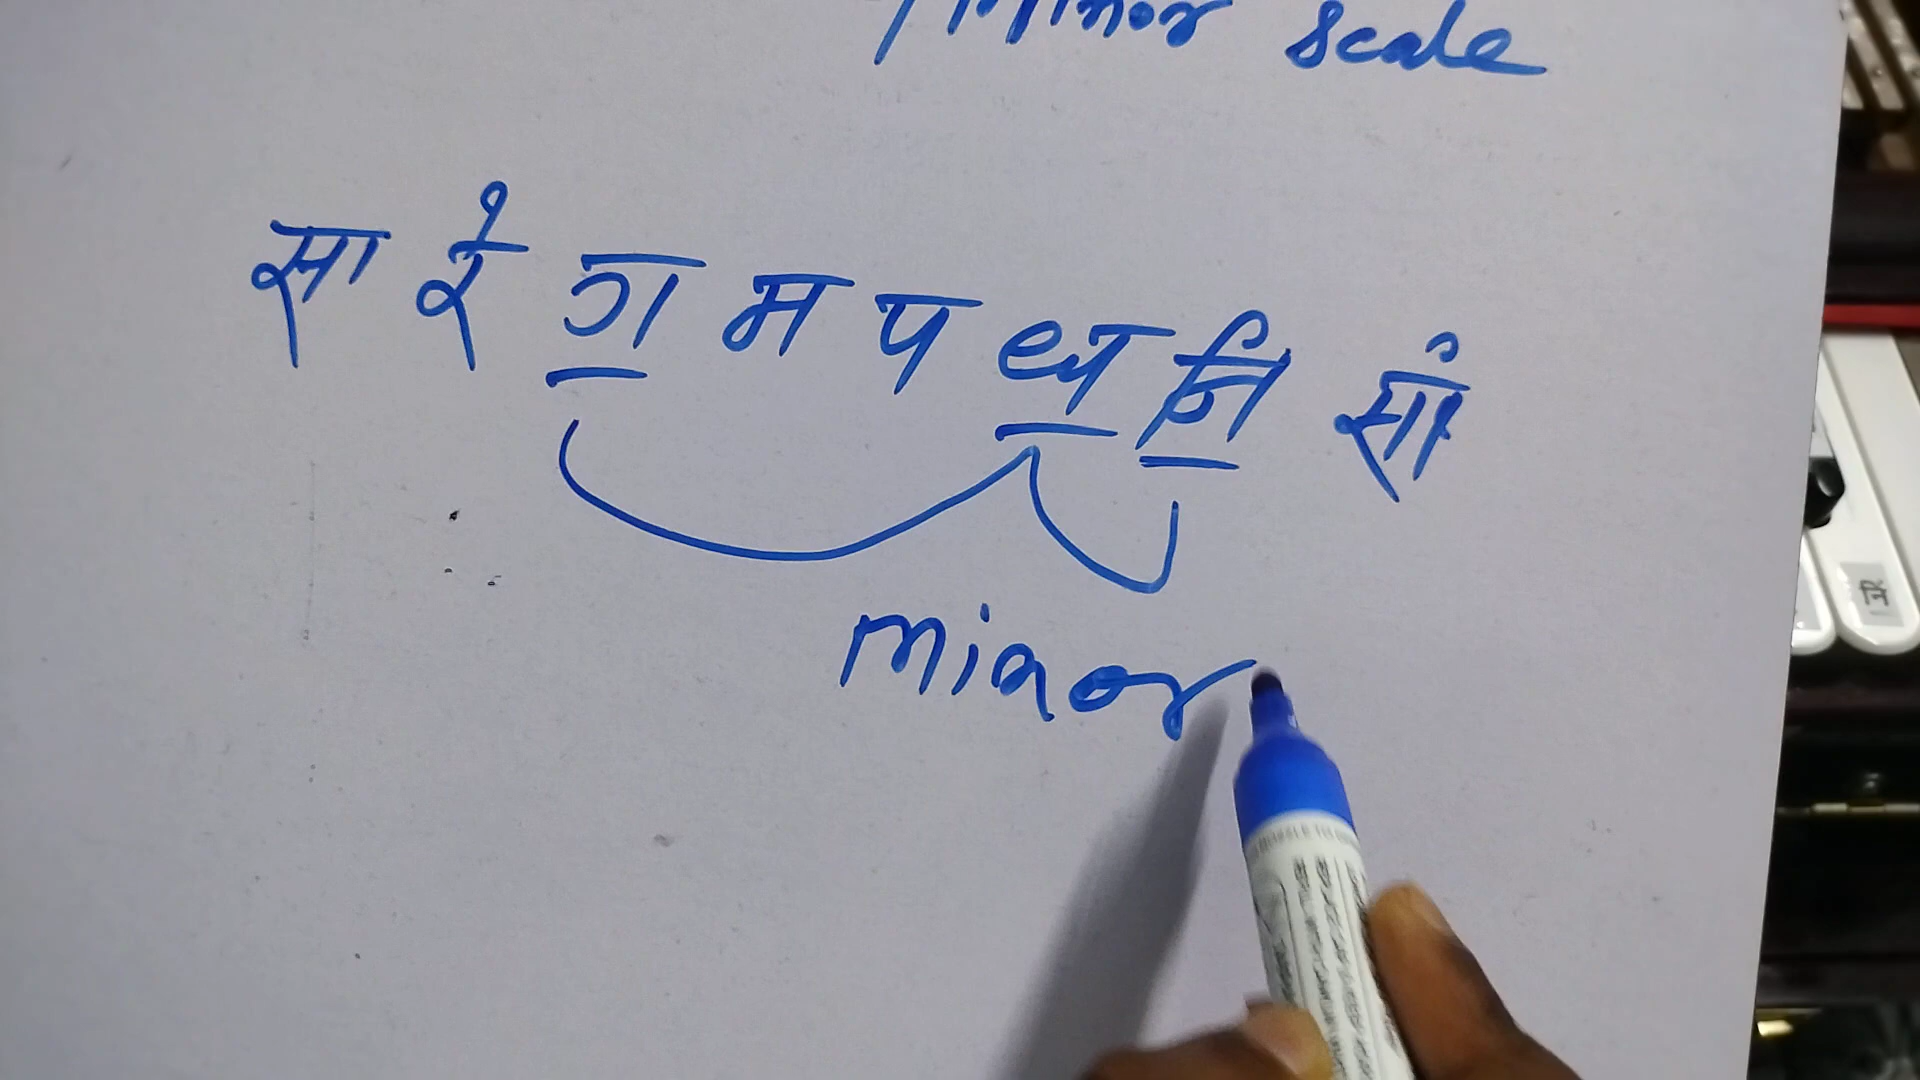 Minor Scale
सा रे ग॒ म प ध॒ नि॒ सां
minor
नि